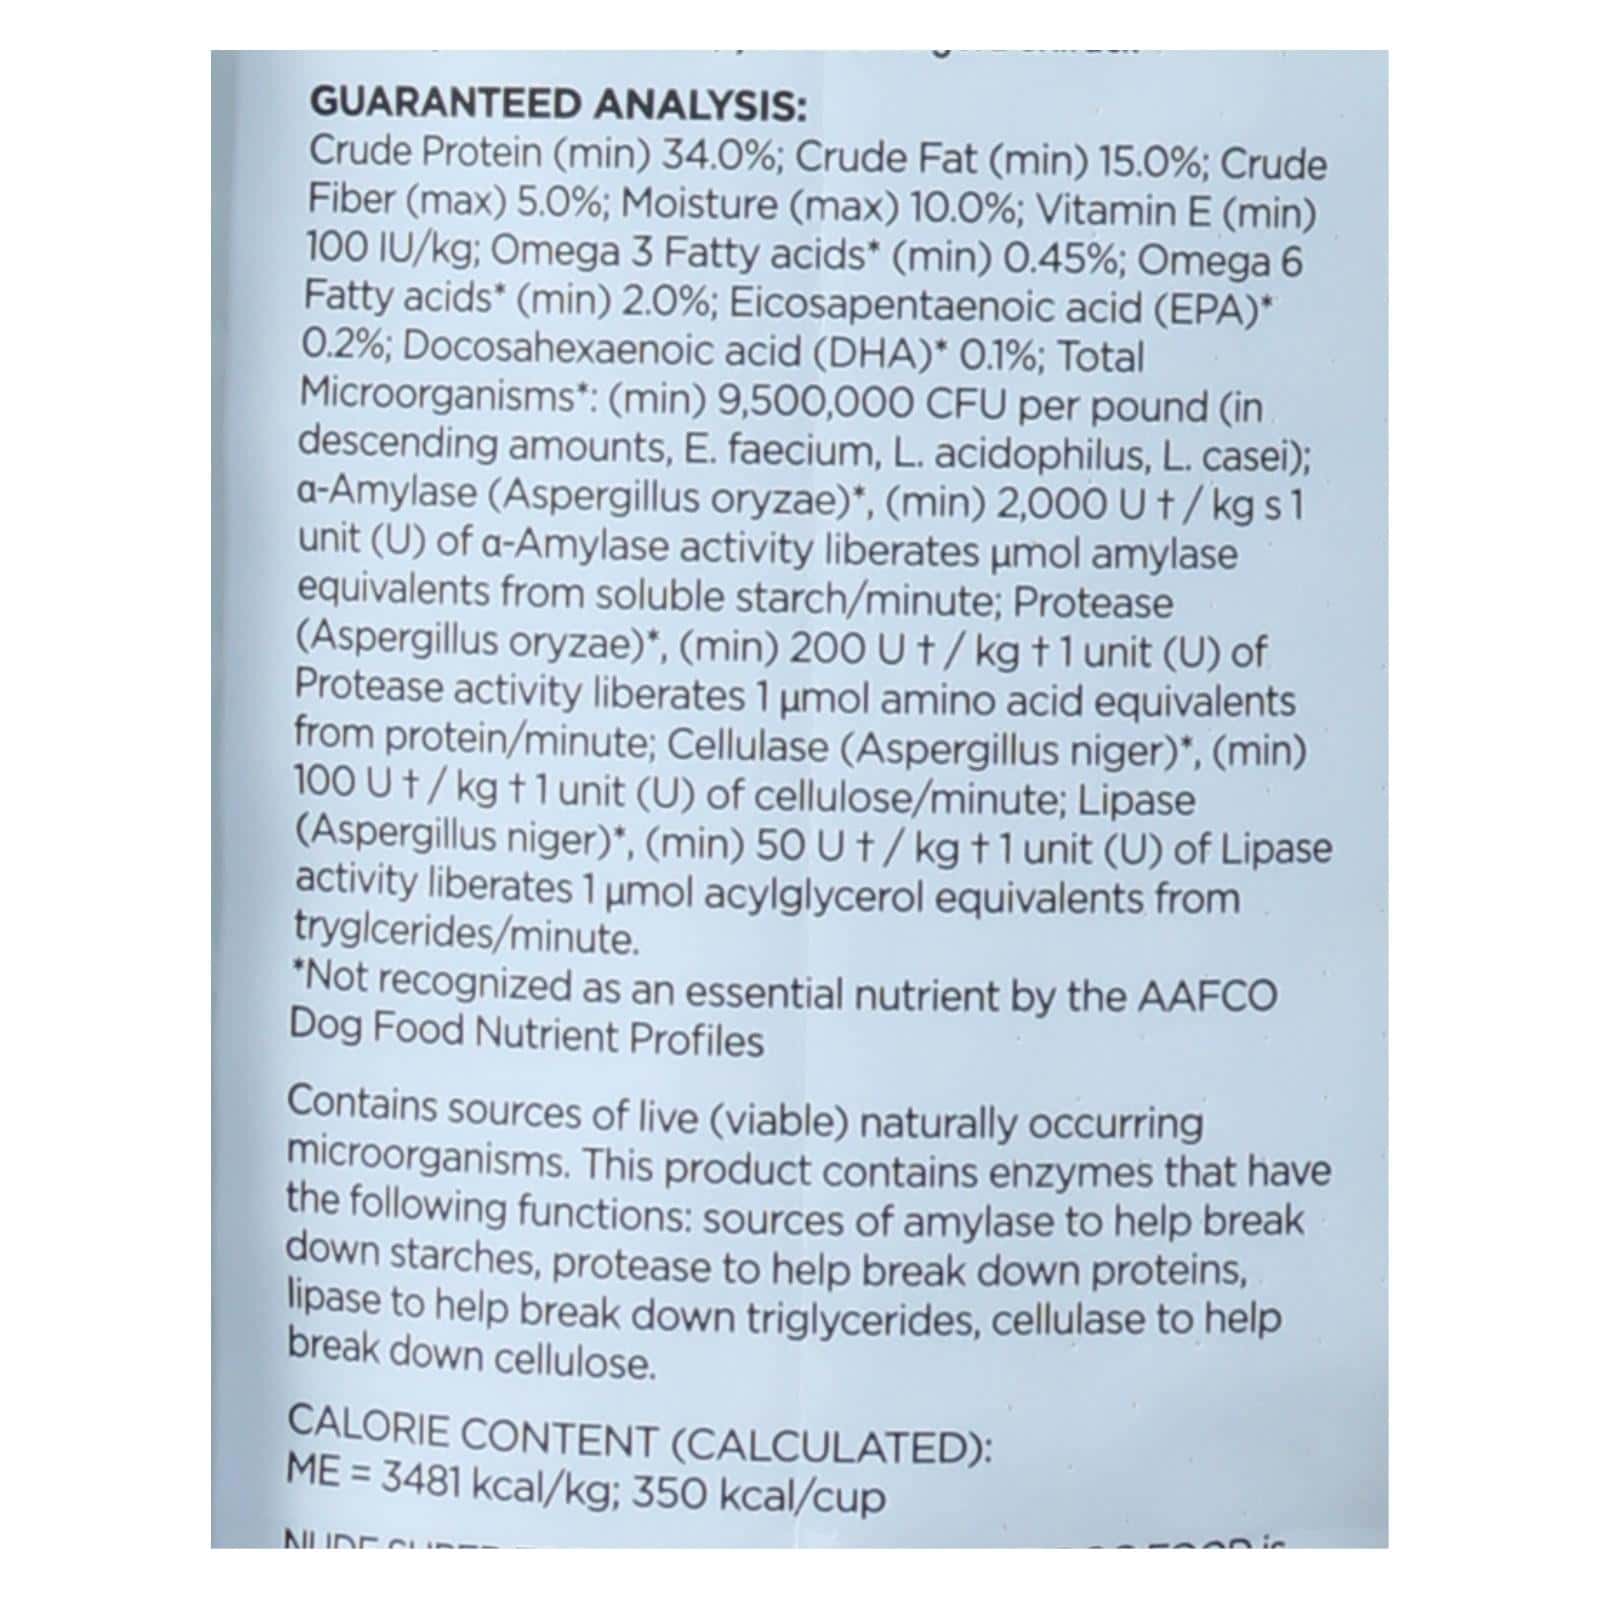 GUARANTEED ANALYSIS:
Crude Protein (min) 34.0%; Crude Fat (min) 15.0%; Crude
Fiber (max) 5.0%; Moisture (max) 10.0%; Vitamin E (min)
100 IU/kg; Omega 3 Fatty acids* (min) 0.45%; Omega 6
Fatty acids* (min) 2.0%; Eicosapentaenoic acid (EPA)*
0.2%; Docosahexaenoic acid (DHA)* 0.1%; Total
Microorganisms*: (min) 9,500,000 CFU per pound (in
descending amounts, E. faecium, L. acidophilus, L. casei);
α-Amylase (Aspergillus oryzae)*, (min) 2,000 U † / kg s 1
unit (U) of α-Amylase activity liberates µmol amylase
equivalents from soluble starch/minute; Protease
(Aspergillus oryzae)*, (min) 200 U † / kg † 1 unit (U) of
Protease activity liberates 1 µmol amino acid equivalents
from protein/minute; Cellulase (Aspergillus niger)*, (min)
100 U † / kg † 1 unit (U) of cellulose/minute; Lipase
(Aspergillus niger)*, (min) 50 U † / kg † 1 unit (U) of Lipase
activity liberates 1 µmol acylglycerol equivalents from
tryglcerides/minute.
*Not recognized as an essential nutrient by the AAFCO
Dog Food Nutrient Profiles
Contains sources of live (viable) naturally occurring
microorganisms. This product contains enzymes that have
the following functions: sources of amylase to help break
down starches, protease to help break down proteins,
lipase to help break down triglycerides, cellulase to help
break down cellulose.
CALORIE CONTENT (CALCULATED):
ME = 3481 kcal/kg; 350 kcal/cup